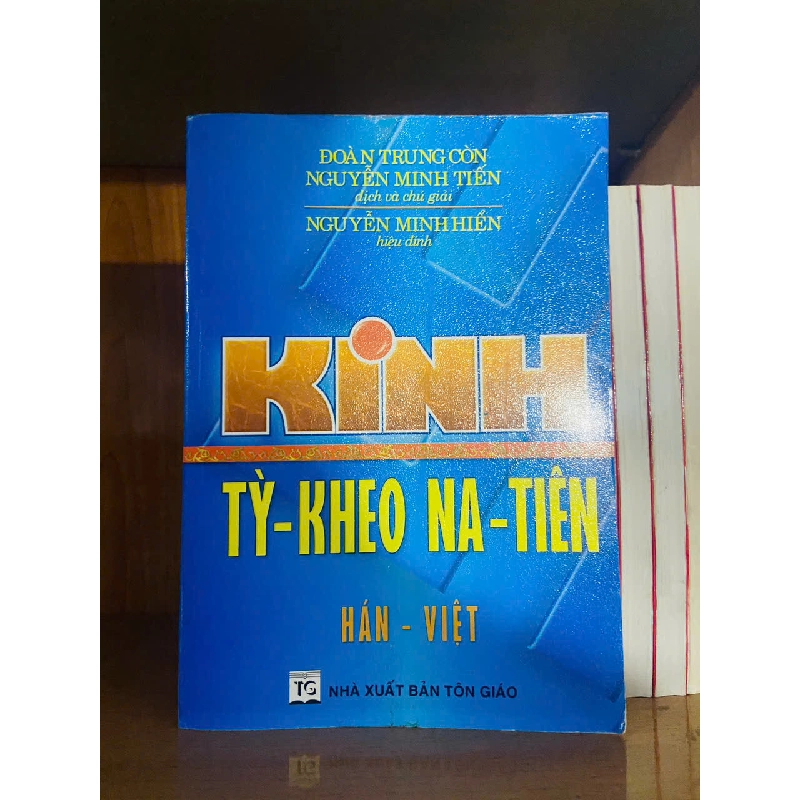 ĐOÀN TRUNG CÒN
NGUYỄN MINH TIẾN
dịch và chú giải
NGUYỄN MINH HIỂN
hiệu đính
KINH
TỲ-KHEO NA-TIÊN
HÁN - VIỆT
TG NHÀ XUẤT BẢN TÔN GIÁO